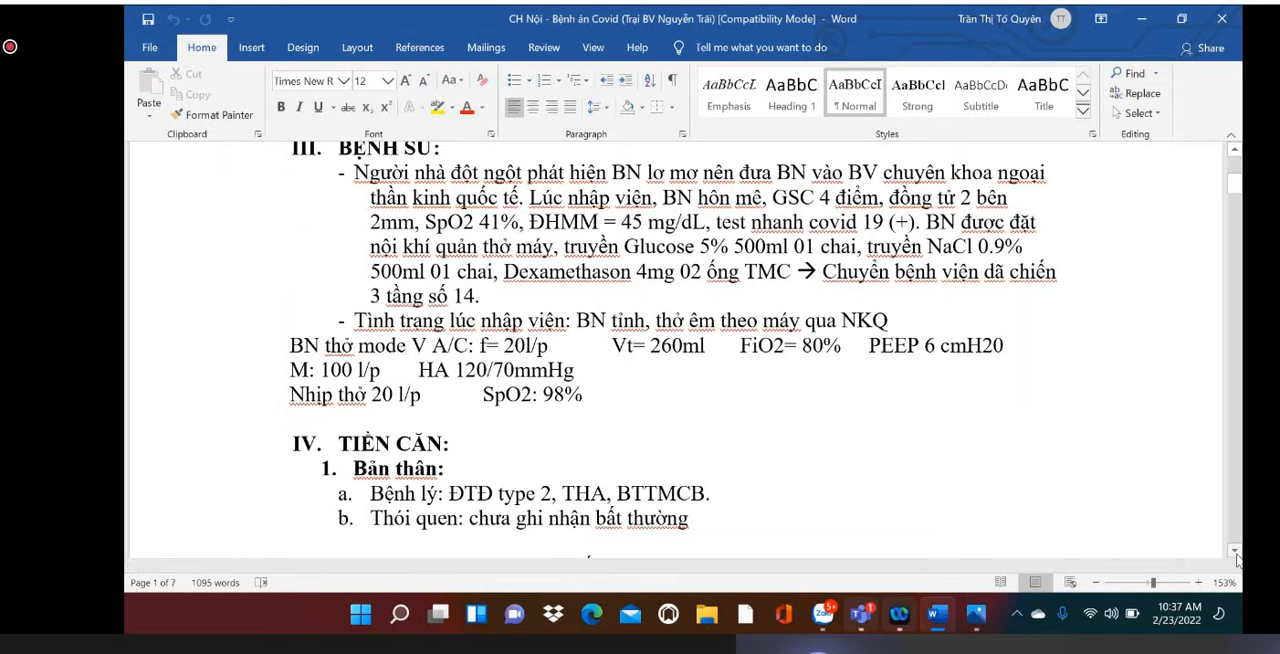 CH Nội - Bệnh án Covid (Trại BV Nguyễn Trãi) [Compatibility Mode] - Word
Trần Thị Tố Quyên TT
File Home Insert Design Layout References Mailings Review View Help Tell me what you want to do Share
Paste
Cut
Copy
Format Painter
Times New R 12
Clipboard Font Paragraph Styles Editing
AaBbCcL Emphasis
AaBbC Heading 1
AaBbCcI ¶ Normal
AaBbCcl Strong
AaBbCcDc Subtitle
AaBbC Title
Find
Replace
Select
III. BỆNH SỬ:
- Người nhà đột ngột phát hiện BN lơ mơ nên đưa BN vào BV chuyên khoa ngoại
thần kinh quốc tế. Lúc nhập viện, BN hôn mê, GSC 4 điểm, đồng tử 2 bên
2mm, SpO2 41%, ĐHMM = 45 mg/dL, test nhanh covid 19 (+). BN được đặt
nội khí quản thở máy, truyền Glucose 5% 500ml 01 chai, truyền NaCl 0.9%
500ml 01 chai, Dexamethason 4mg 02 ống TMC → Chuyển bệnh viện dã chiến
3 tầng số 14.
- Tình trạng lúc nhập viện: BN tỉnh, thở êm theo máy qua NKQ
BN thở mode V A/C: f= 20l/p Vt= 260ml FiO2= 80% PEEP 6 cmH20
M: 100 l/p HA 120/70mmHg
Nhịp thở 20 l/p SpO2: 98%
IV. TIỀN CĂN:
1. Bản thân:
a. Bệnh lý: ĐTĐ type 2, THA, BTTMCB.
b. Thói quen: chưa ghi nhận bất thường
Page 1 of 7 1095 words 153%
10:37 AM
2/23/2022